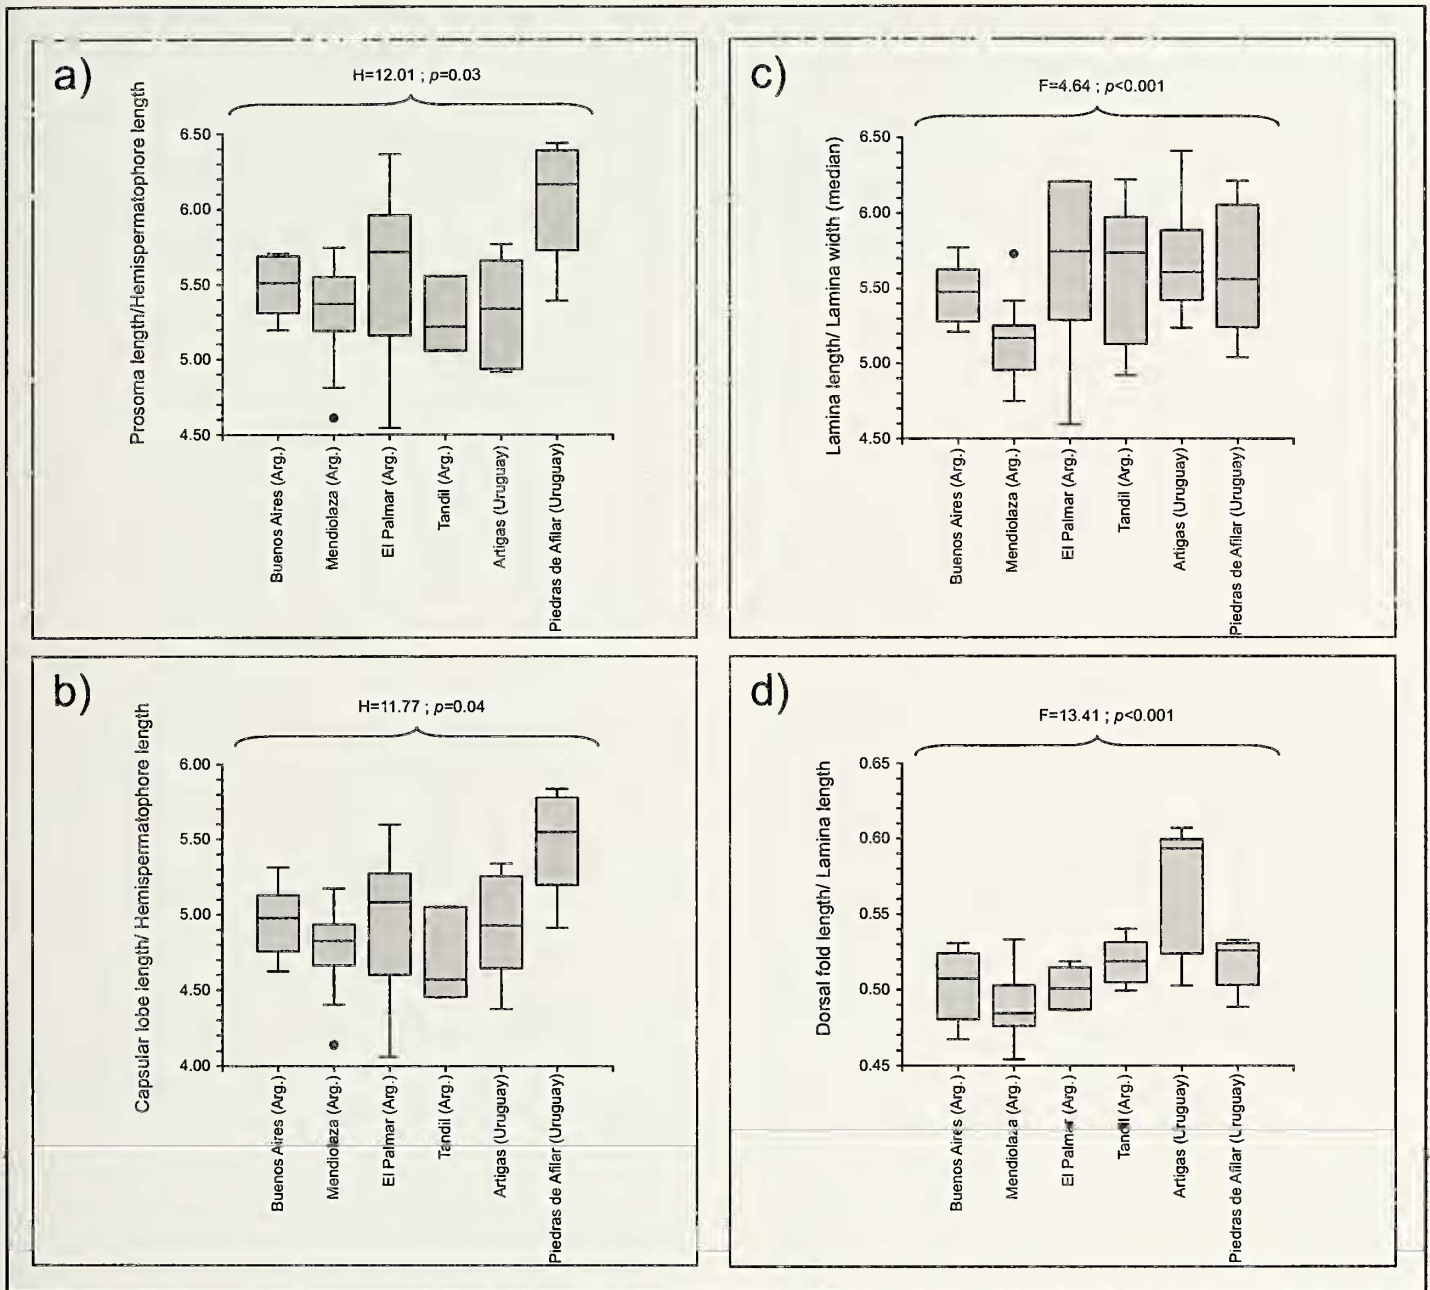 a)
H=12.01 ; p=0.03
Prosoma length/Hemispermatophore length
6.50
6.00
5.50
5.00
4.50
Buenos Aires (Arg.)
Mendiolaza (Arg.)
El Palmar (Arg.)
Tandil (Arg.)
Artigas (Uruguay)
Piedras de Afilar (Uruguay)
c)
F=4.64 ; p<0.001
Lamina length/ Lamina width (median)
6.50
6.00
5.50
5.00
4.50
Buenos Aires (Arg.)
Mendiolaza (Arg.)
El Palmar (Arg.)
Tandil (Arg.)
Artigas (Uruguay)
Piedras de Afilar (Uruguay)
b)
H=11.77 ; p=0.04
Capsular lobe length/ Hemispermatophore length
6.00
5.50
5.00
4.50
4.00
Buenos Aires (Arg.)
Mendiolaza (Arg.)
El Palmar (Arg.)
Tandil (Arg.)
Artigas (Uruguay)
Piedras de Afilar (Uruguay)
d)
F=13.41 ; p<0.001
Dorsal fold length/ Lamina length
0.65
0.60
0.55
0.50
0.45
Buenos Aires (Arg.)
Mendiolaza (Arg.)
El Palmar (Arg.)
Tandil (Arg.)
Artigas (Uruguay)
Piedras de Afilar (Uruguay)